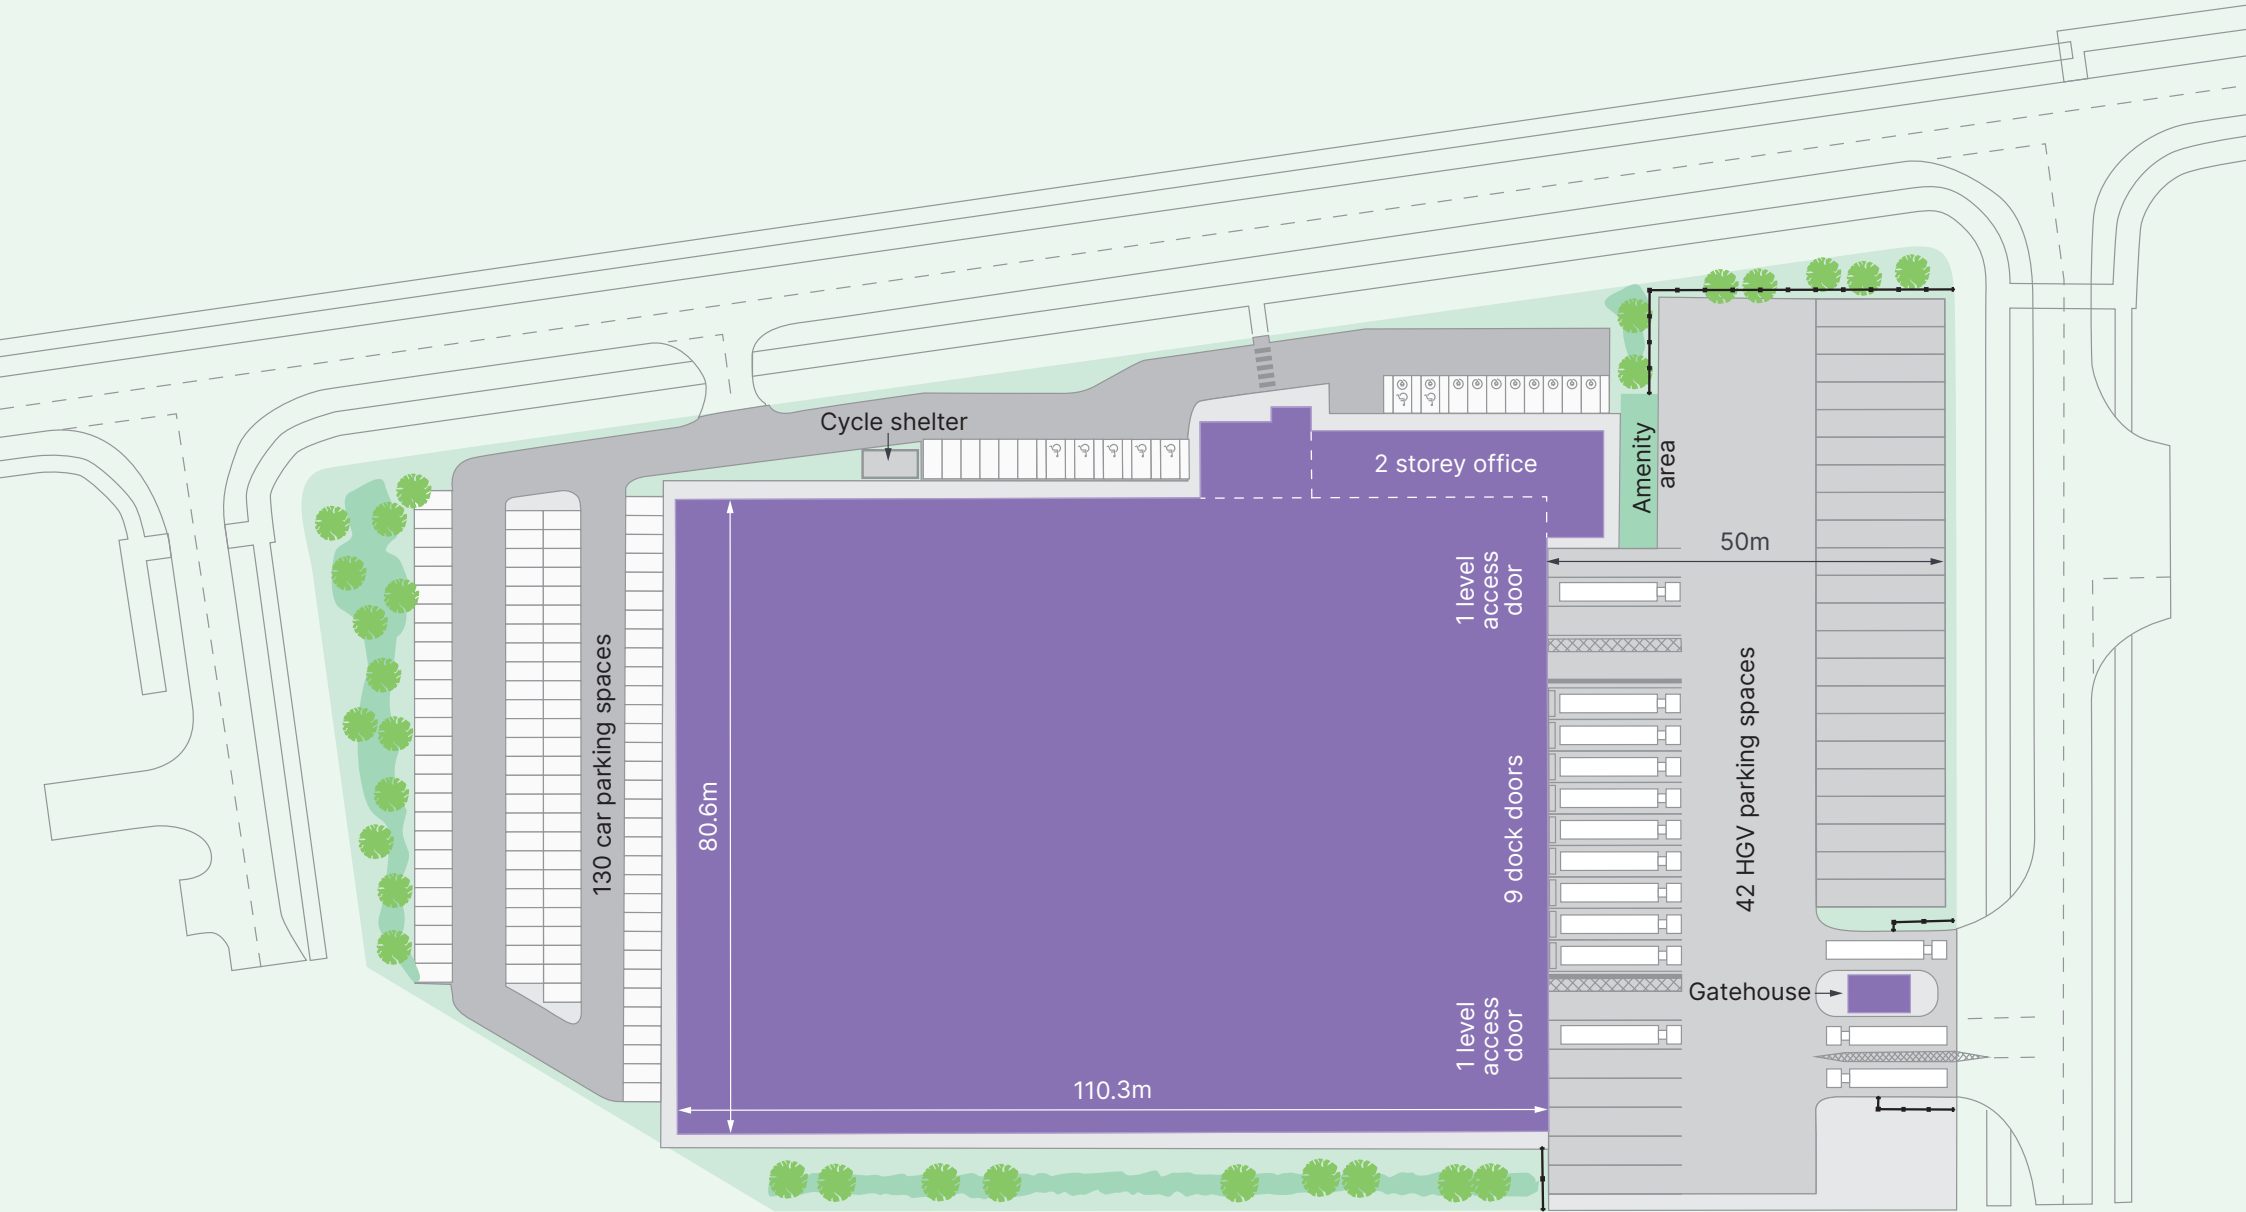 Cycle shelter
2 storey office
Amenity
area
50m
1 level
access
door
130 car parking spaces
80.6m
9 dock doors
42 HGV parking spaces
Gatehouse
1 level
access
door
110.3m